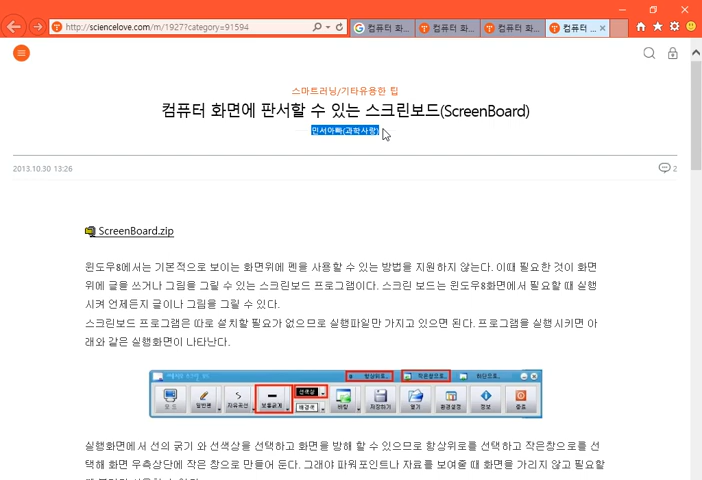 http://sciencelove.com/m/1927?category=91594
컴퓨터 화...
컴퓨터 화...
컴퓨터 화...
컴퓨터 ...
스마트러닝/기타유용한 팁
컴퓨터 화면에 판서할 수 있는 스크린보드(ScreenBoard)
민서아빠(과학사랑)
2013.10.30 13:26
2
ScreenBoard.zip
윈도우8에서는 기본적으로 보이는 화면위에 펜을 사용할 수 있는 방법을 지원하지 않는다. 이때 필요한 것이 화면
위에 글을 쓰거나 그림을 그릴 수 있는 스크린보드 프로그램이다. 스크린 보드는 윈도우8화면에서 필요할 때 실행
시켜 언제든지 글이나 그림을 그릴 수 있다.
스크린보드 프로그램은 따로 설치할 필요가 없으므로 실행파일만 가지고 있으면 된다. 프로그램을 실행시키면 아
래와 같은 실행화면이 나타난다.
항상위로.. 작은창으로.. 하단으로..
모드 일반펜 자유곡선 보통굵게 선색상 배경색 바탕 저장하기 열기 환경설정 정보 종료
실행화면에서 선의 굵기 와 선색상을 선택하고 화면을 방해 할 수 있으므로 항상위로를 선택하고 작은창으로를 선
택해 화면 우측상단에 작은 창으로 만들어 둔다. 그래야 파워포인트나 자료를 보여줄 때 화면을 가리지 않고 필요할